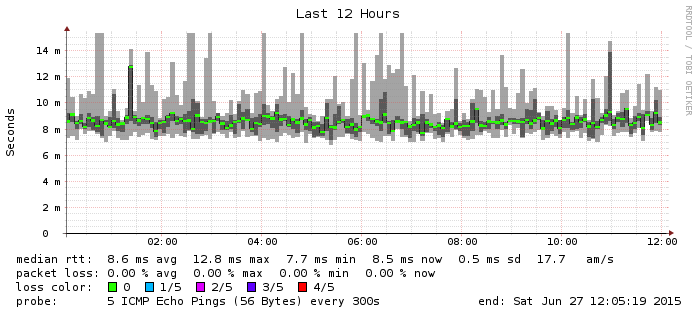 Last 12 Hours
RRDTOOL / TOBI OETIKER
Seconds
14 m
12 m
10 m
8 m
6 m
4 m
2 m
0
02:00 04:00 06:00 08:00 10:00 12:00
median rtt: 8.6 ms avg 12.8 ms max 7.7 ms min 8.5 ms now 0.5 ms sd 17.7 am/s
packet loss: 0.00 % avg 0.00 % max 0.00 % min 0.00 % now
loss color: 0 1/5 2/5 3/5 4/5
probe: 5 ICMP Echo Pings (56 Bytes) every 300s end: Sat Jun 27 12:05:19 2015